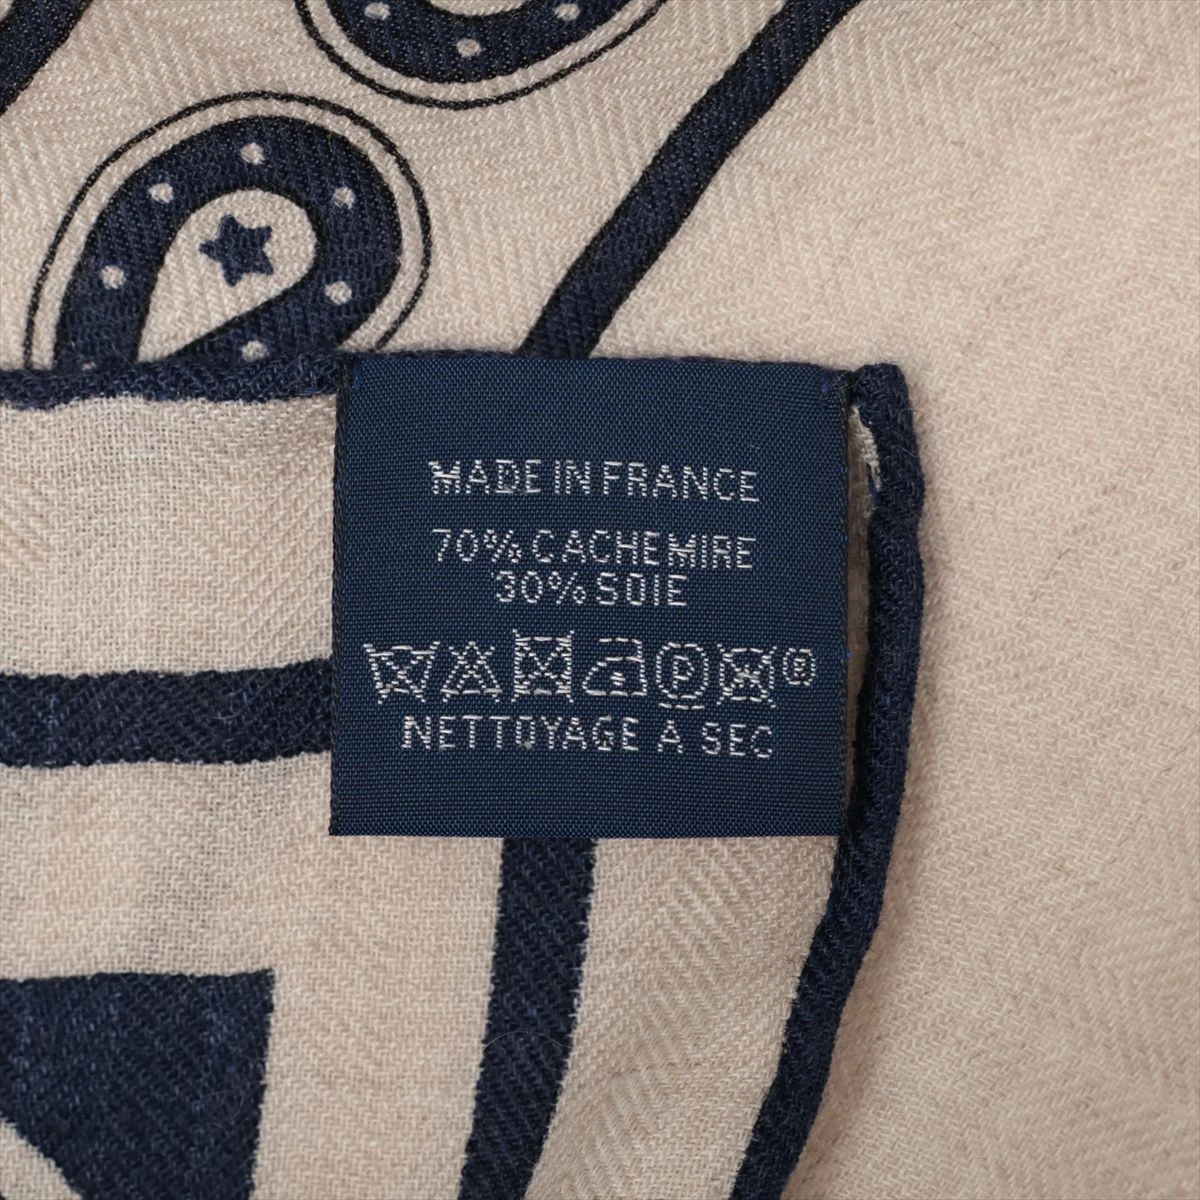 MADE IN FRANCE
70% CACHEMIRE
30% SOIE
P ®
NETTOYAGE A SEC